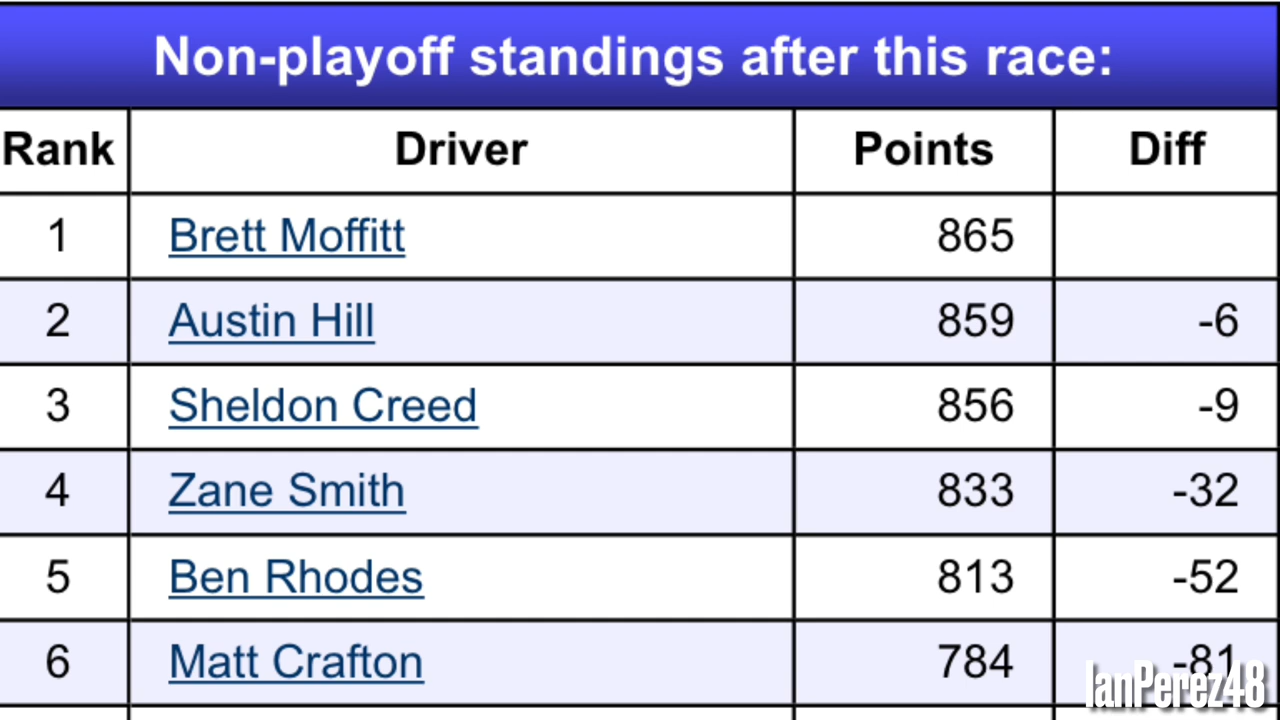 Non-playoff standings after this race:
Rank Driver Points Diff
1 Brett Moffitt 865
2 Austin Hill 859 -6
3 Sheldon Creed 856 -9
4 Zane Smith 833 -32
5 Ben Rhodes 813 -52
6 Matt Crafton 784 -81
IanPerez48